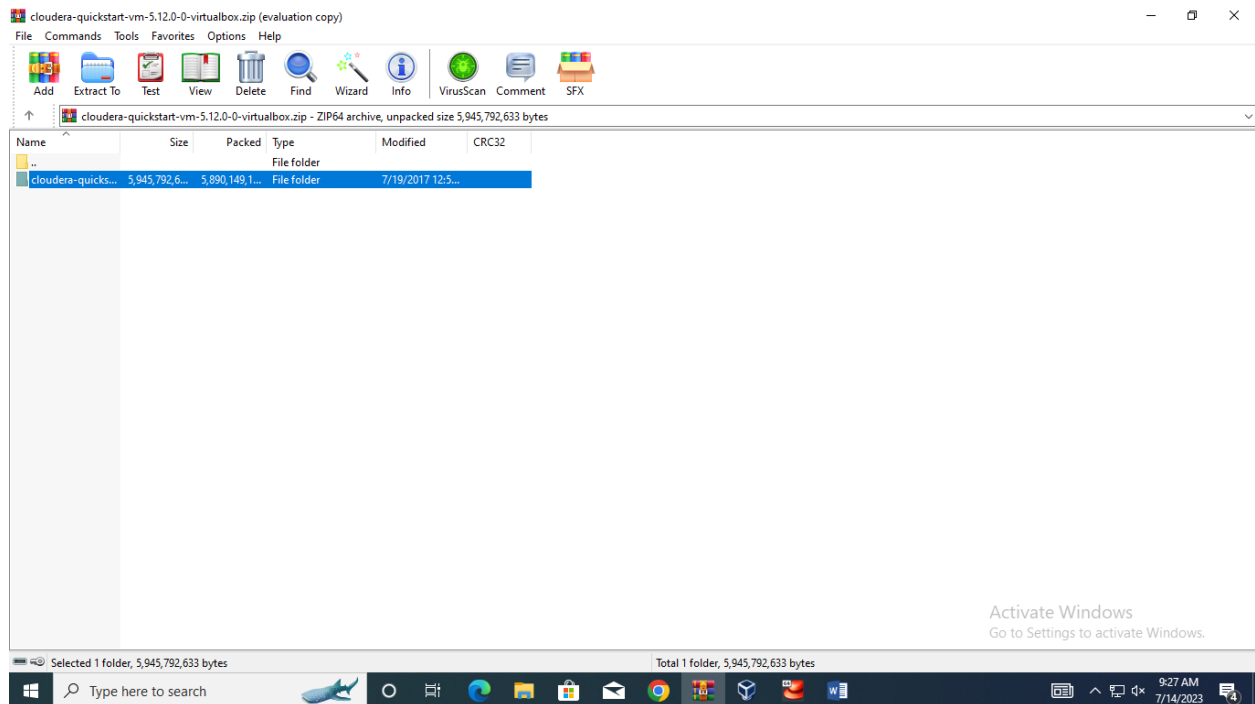 cloudera-quickstart-vm-5.12.0-0-virtualbox.zip (evaluation copy)
File Commands Tools Favorites Options Help
Add Extract To Test View Delete Find Wizard Info VirusScan Comment SFX
cloudera-quickstart-vm-5.12.0-0-virtualbox.zip - ZIP64 archive, unpacked size 5,945,792,633 bytes
Name Size Packed Type Modified CRC32
.. File folder
cloudera-quicks... 5,945,792,6... 5,890,149,1... File folder 7/19/2017 12:5...
Activate Windows
Go to Settings to activate Windows.
Selected 1 folder, 5,945,792,633 bytes Total 1 folder, 5,945,792,633 bytes
Type here to search 9:27 AM
7/14/2023 4